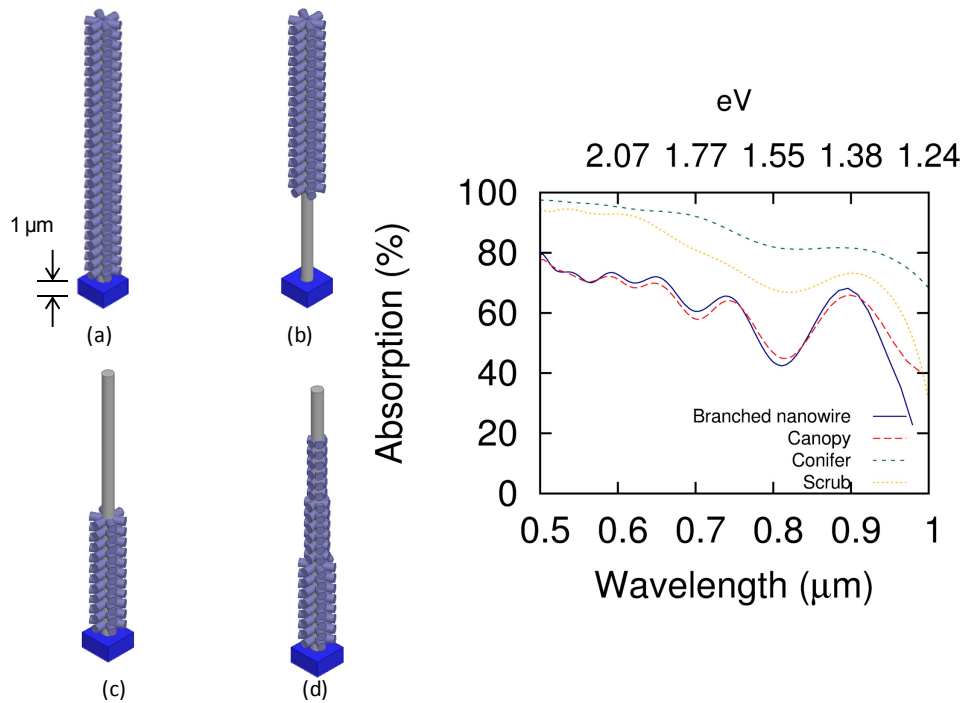 1 µm
(a)
(b)
(c)
(d)
eV
2.07 1.77 1.55 1.38 1.24
100
80
60
40
20
0
Absorption (%)
Branched nanowire
Canopy
Conifer
Scrub
0.5 0.6 0.7 0.8 0.9 1
Wavelength (µm)